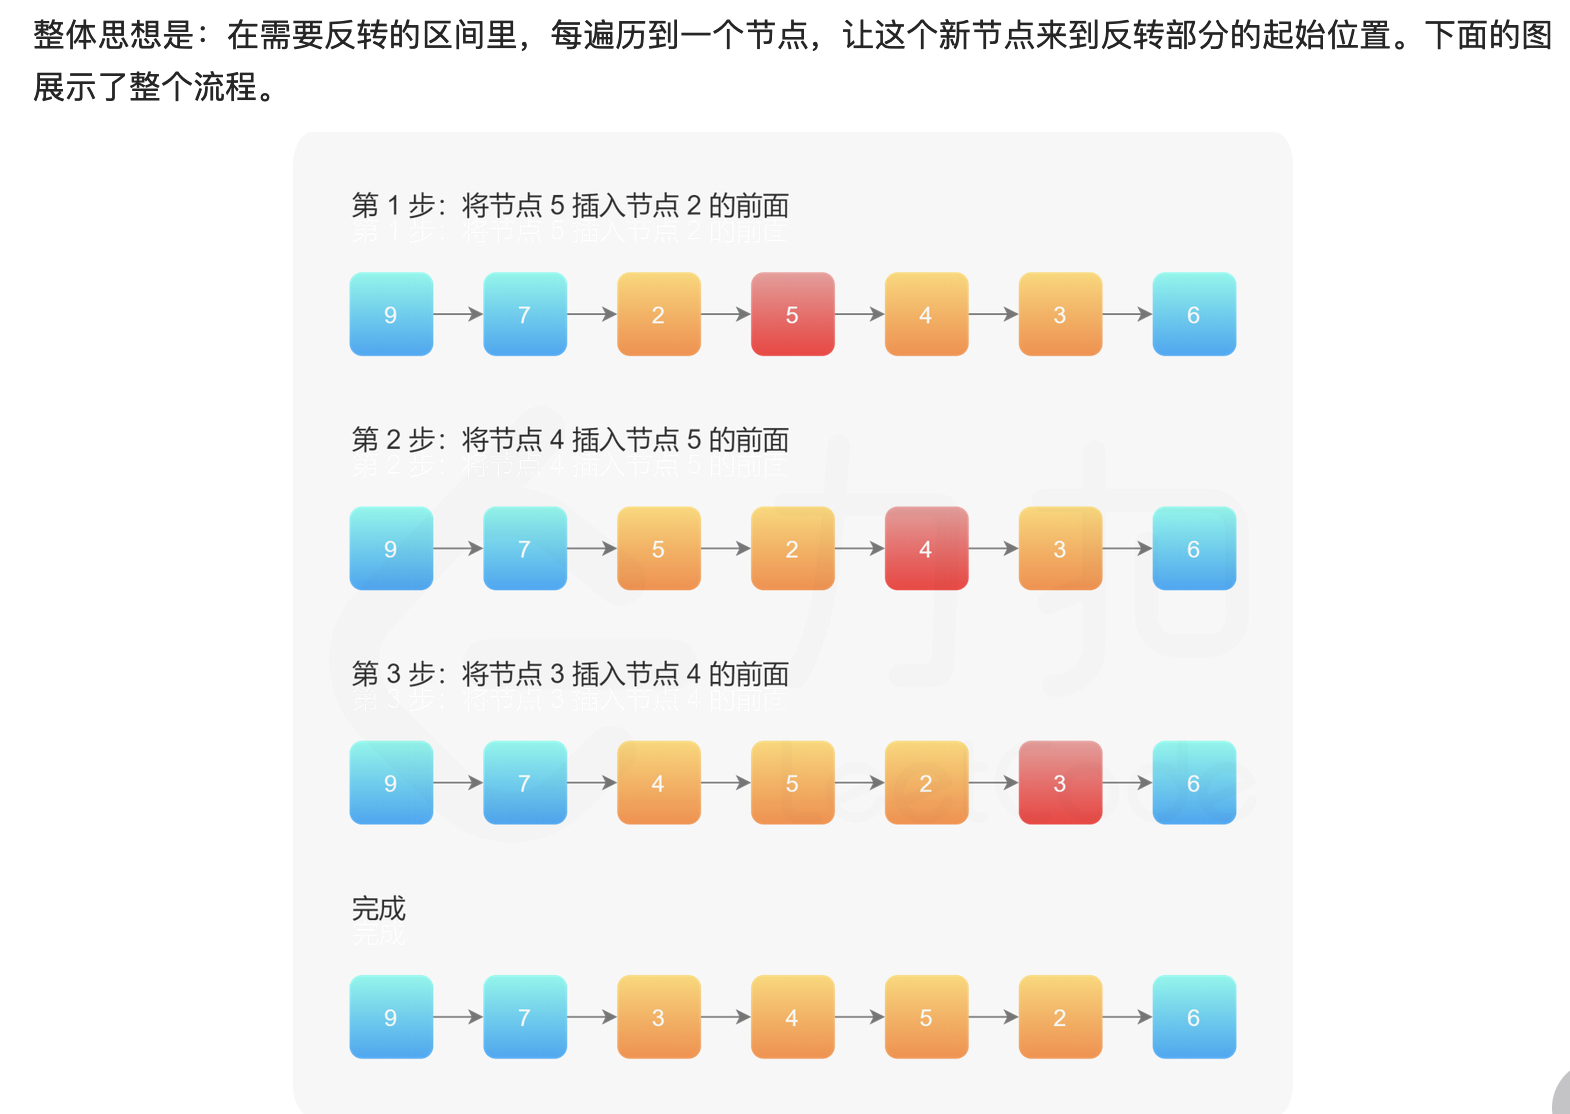 整体思想是：在需要反转的区间里，每遍历到一个节点，让这个新节点来到反转部分的起始位置。下面的图
展示了整个流程。
第 1 步：将节点 5 插入节点 2 的前面
9 7 2 5 4 3 6
第 2 步：将节点 4 插入节点 5 的前面
9 7 5 2 4 3 6
第 3 步：将节点 3 插入节点 4 的前面
9 7 4 5 2 3 6
完成
9 7 3 4 5 2 6
力扣
LeetCode